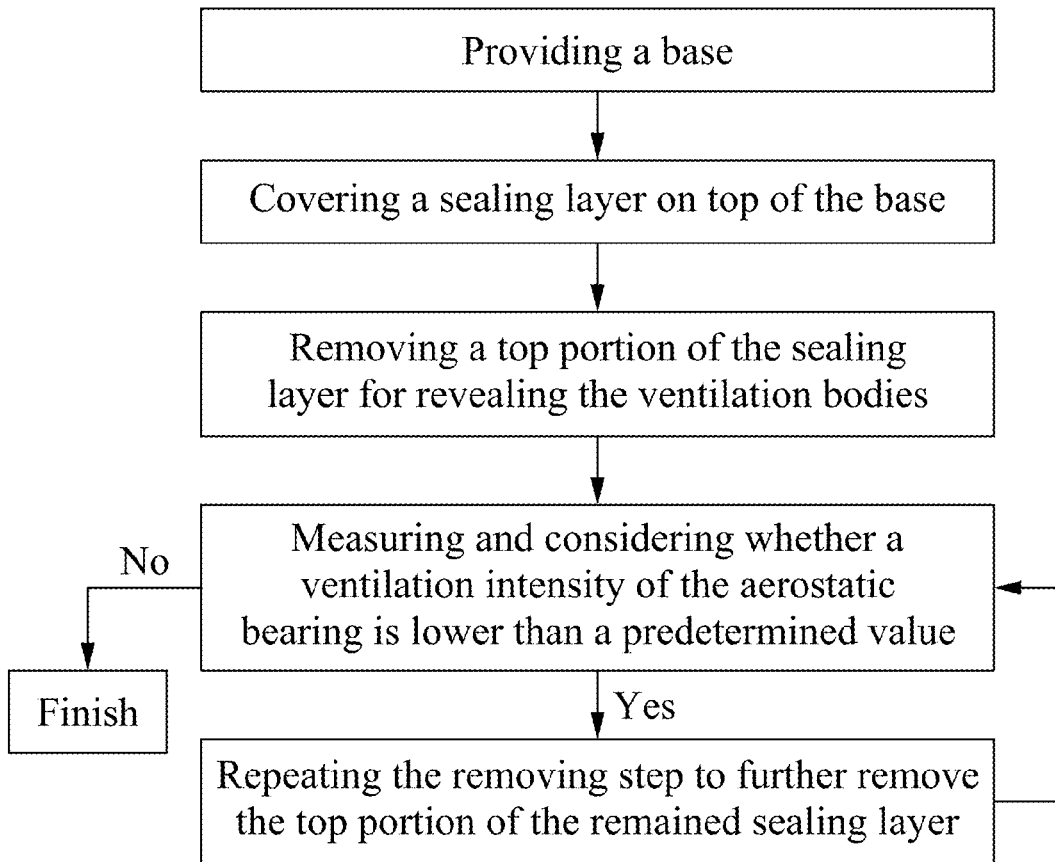 Providing a base
Covering a sealing layer on top of the base
Removing a top portion of the sealing
layer for revealing the ventilation bodies
Measuring and considering whether a
ventilation intensity of the aerostatic
bearing is lower than a predetermined value
No
Finish
Yes
Repeating the removing step to further remove
the top portion of the remained sealing layer